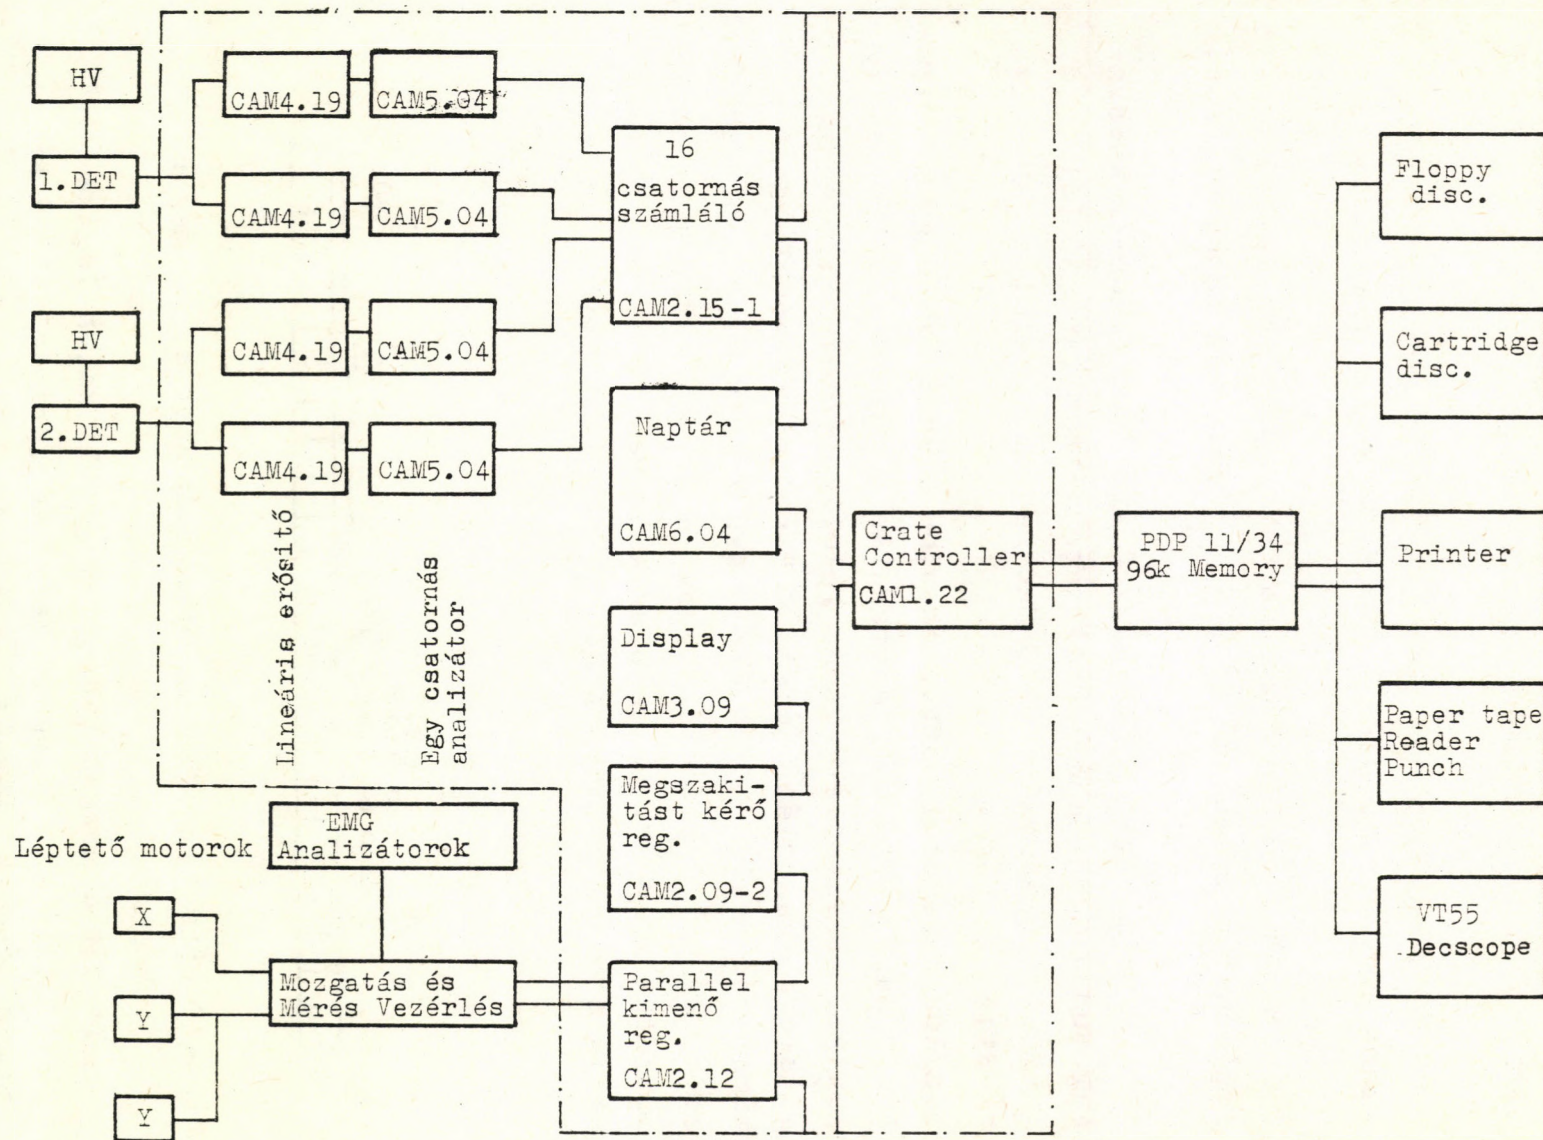 HV
1.DET
CAM4.19
CAM5.04
CAM4.19
CAM5.04
HV
2.DET
CAM4.19
CAM5.04
CAM4.19
CAM5.04
Lineáris erősitő
Egy csatornás
analizátor
16
csatornás
számláló
CAM2.15-1
Naptár
CAM6.04
Display
CAM3.09
Megszaki-
tást kérő
reg.
CAM2.09-2
Parallel
kimenő
reg.
CAM2.12
Léptető motorok
EMG
Analizátorok
X
Y
Y
Mozgatás és
Mérés Vezérlés
Crate
Controller
CAM1.22
PDP 11/34
96k Memory
Floppy
disc.
Cartridge
disc.
Printer
Paper tape
Reader
Punch
VT55
Decscope